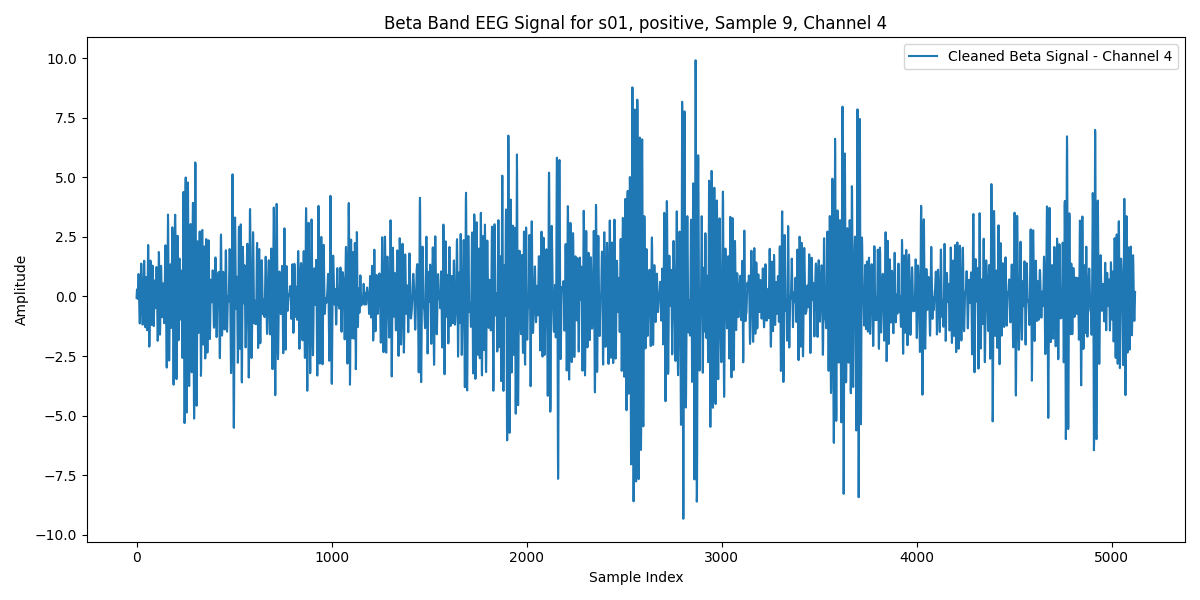 Beta Band EEG Signal for s01, positive, Sample 9, Channel 4
Cleaned Beta Signal - Channel 4
10.0
7.5
5.0
2.5
0.0
−2.5
−5.0
−7.5
−10.0
Amplitude
0 1000 2000 3000 4000 5000
Sample Index